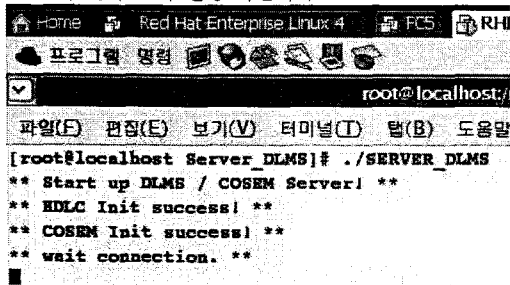 Home Red Hat Enterprise Linux 4 FC5 RHE
프로그램 명령
root@localhost:/
파일(F) 편집(E) 보기(V) 터미널(T) 탭(B) 도움말
[root@localhost Server_DLMS]# ./SERVER_DLMS
** Start up DLMS / COSEM Server! **
** HDLC Init success! **
** COSEM Init success! **
** wait connection. **